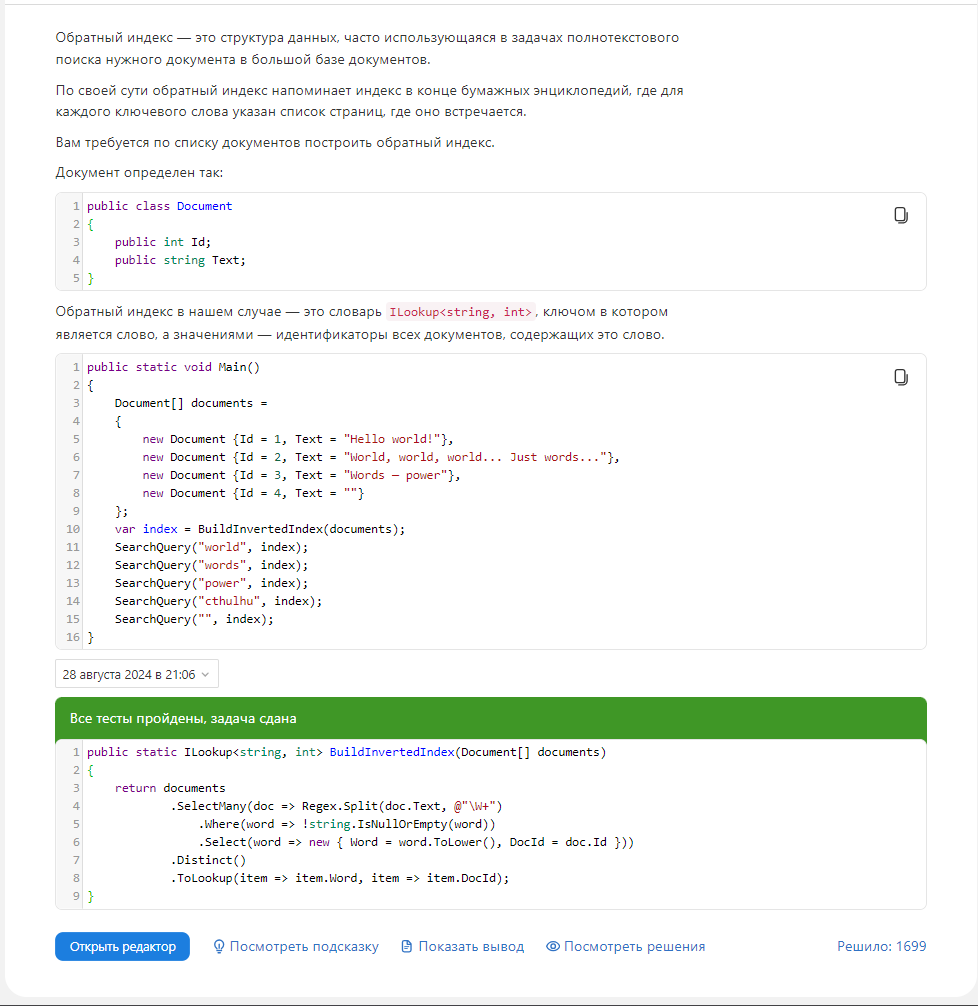 Обратный индекс — это структура данных, часто использующаяся в задачах полнотекстового
поиска нужного документа в большой базе документов.
По своей сути обратный индекс напоминает индекс в конце бумажных энциклопедий, где для
каждого ключевого слова указан список страниц, где оно встречается.
Вам требуется по списку документов построить обратный индекс.
Документ определен так:
1 public class Document
2 {
3     public int Id;
4     public string Text;
5 }
Обратный индекс в нашем случае — это словарь ILookup<string, int>, ключом в котором
является слово, а значениями — идентификаторы всех документов, содержащих это слово.
1 public static void Main()
2 {
3     Document[] documents =
4     {
5         new Document {Id = 1, Text = "Hello world!"},
6         new Document {Id = 2, Text = "World, world, world... Just words..."},
7         new Document {Id = 3, Text = "Words — power"},
8         new Document {Id = 4, Text = ""}
9     };
10     var index = BuildInvertedIndex(documents);
11     SearchQuery("world", index);
12     SearchQuery("words", index);
13     SearchQuery("power", index);
14     SearchQuery("cthulhu", index);
15     SearchQuery("", index);
16 }
28 августа 2024 в 21:06
Все тесты пройдены, задача сдана
1 public static ILookup<string, int> BuildInvertedIndex(Document[] documents)
2 {
3     return documents
4             .SelectMany(doc => Regex.Split(doc.Text, @"\W+")
5                 .Where(word => !string.IsNullOrEmpty(word))
6                 .Select(word => new { Word = word.ToLower(), DocId = doc.Id }))
7             .Distinct()
8             .ToLookup(item => item.Word, item => item.DocId);
9 }
Открыть редактор Посмотреть подсказку Показать вывод Посмотреть решения Решило: 1699